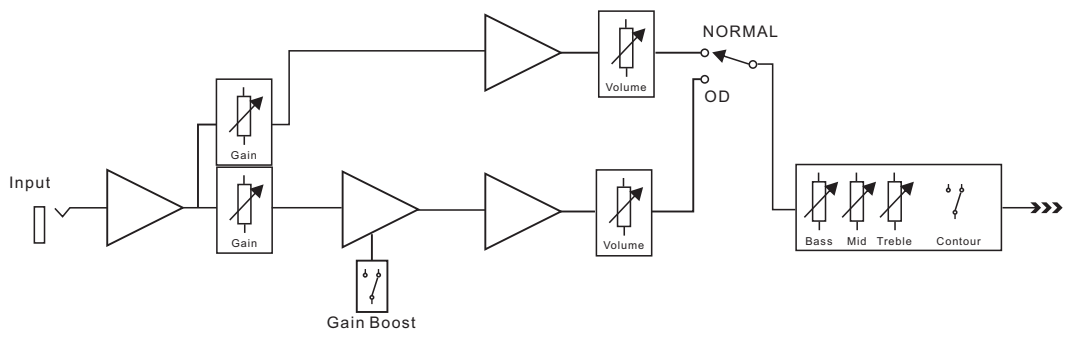 NORMAL
Volume
OD
Gain
Input
Gain
Volume
Bass Mid Treble Contour
Gain Boost